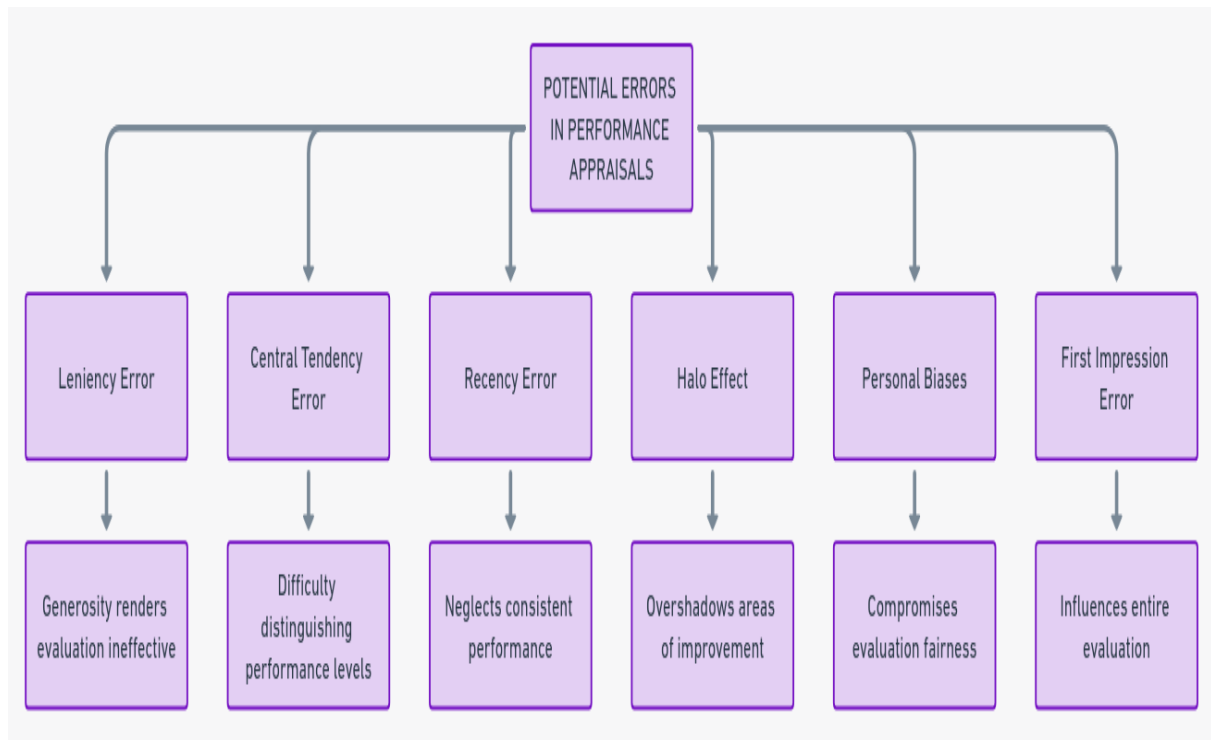 POTENTIAL ERRORS
IN PERFORMANCE
APPRAISALS
Leniency Error
Central Tendency
Error
Recency Error
Halo Effect
Personal Biases
First Impression
Error
Generosity renders
evaluation ineffective
Difficulty
distinguishing
performance levels
Neglects consistent
performance
Overshadows areas
of improvement
Compromises
evaluation fairness
Influences entire
evaluation